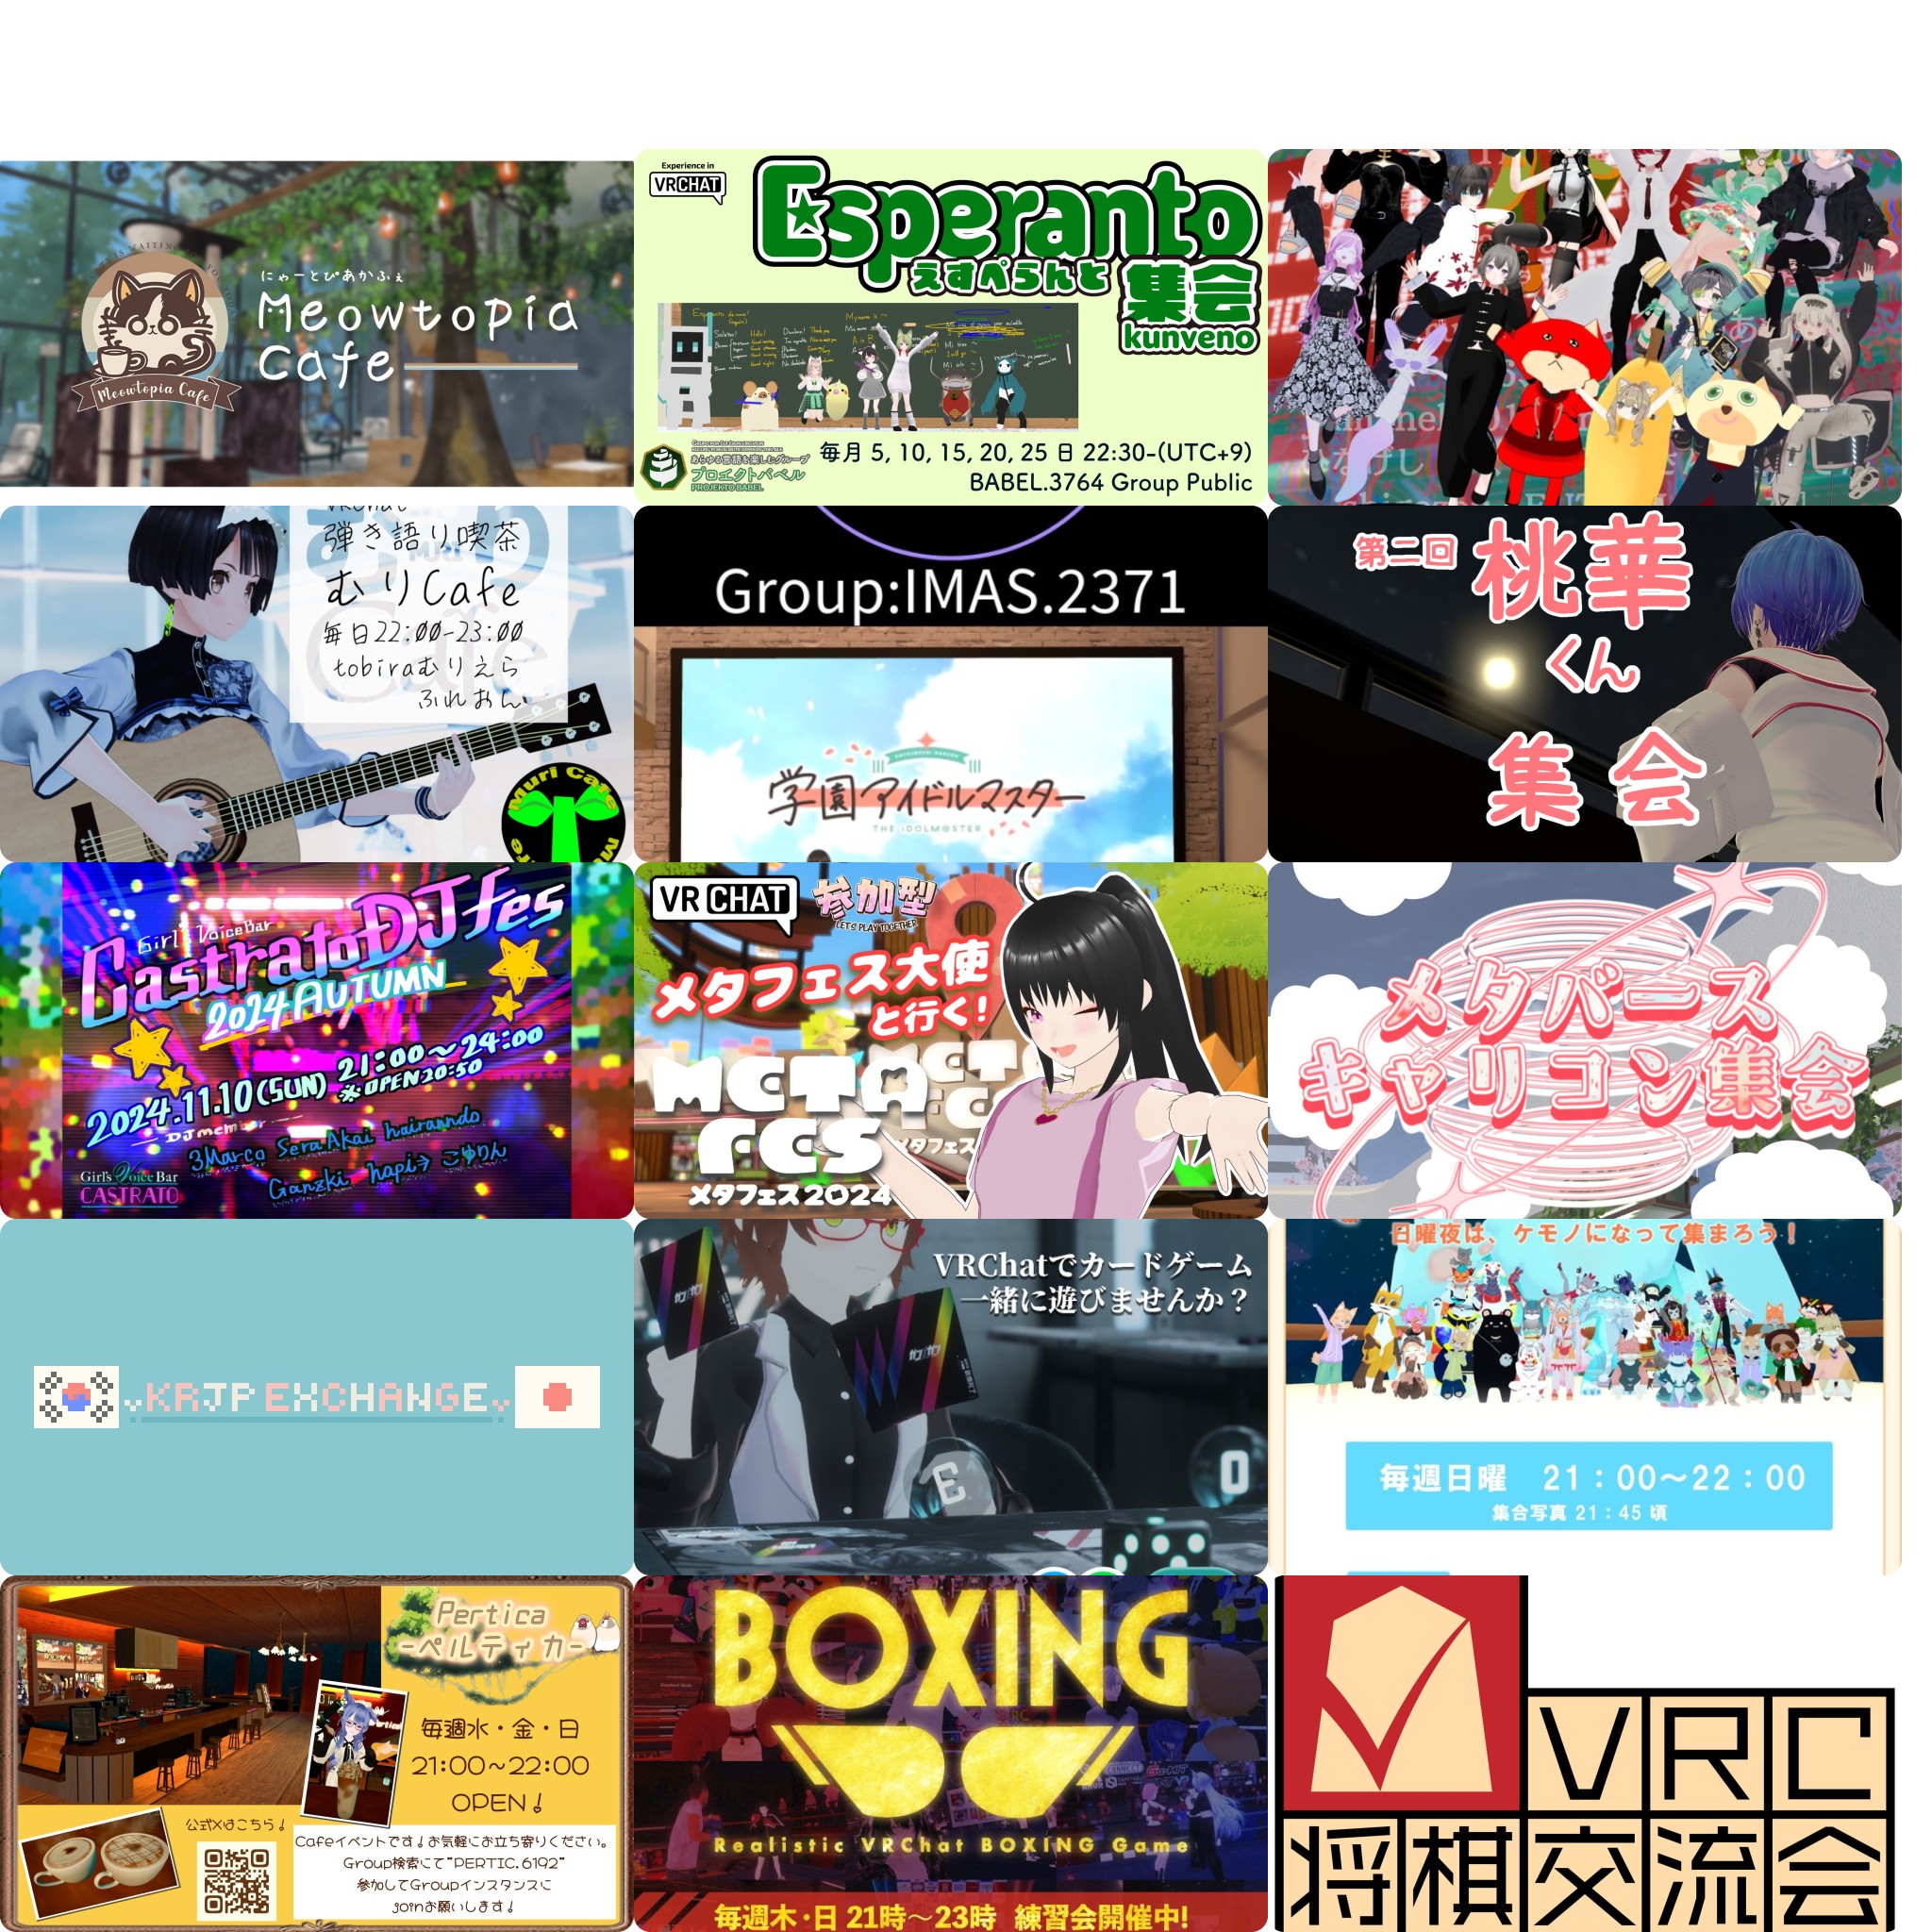 にゃーとぴあかふぇ
Meowtopia
Cafe
Meowtopia Cafe
Experience in
VRCHAT
Esperanto
えすぺらんと 集会
kunveno
あらゆる言語を楽しむグループ
プロエクトバベル
PROJEKTO BABEL
毎月 5, 10, 15, 20, 25 日 22:30-(UTC+9)
BABEL.3764 Group Public
弾き語り喫茶
むりCafe
毎日22:00-23:00
tobiraむりえら
ふれおん
Muri Cafe
Group:IMAS.2371
学園アイドルマスター
THE IDOLM@STER
第二回 桃華
くん
集会
Girl's Voice Bar
Castrato DJ fes
2024 AUTUMN
2024.11.10(SUN) 21:00～24:00
※OPEN20:50
DJ member
3Marco Sera Akai hairanndo
Ganzki hapi→ こゆりん
Girl's Voice Bar
CASTRATO
VRCHAT 参加型
LET'S PLAY TOGETHER
メタフェス大使
と行く!
META
FES
メタフェス2024
メタバース
キャリコン集会
KRJP EXCHANGE
VRChatでカードゲーム
一緒に遊びませんか？
E
0
日曜夜は、ケモノになって集まろう！
毎週日曜 21：00～22：00
集合写真 21：45 頃
Pertica
-ペルティカ-
毎週水・金・日
21:00~22:00
OPEN！
公式Xはこちら↓
Cafeイベントです！お気軽にお立ち寄りください。
Group検索にて"PERTIC.6192"
参加してGroupインスタンスに
joinお願いします！
BOXING
Realistic VRChat BOXING Game
毎週木・日 21時～23時 練習会開催中!
VRC
将棋交流会